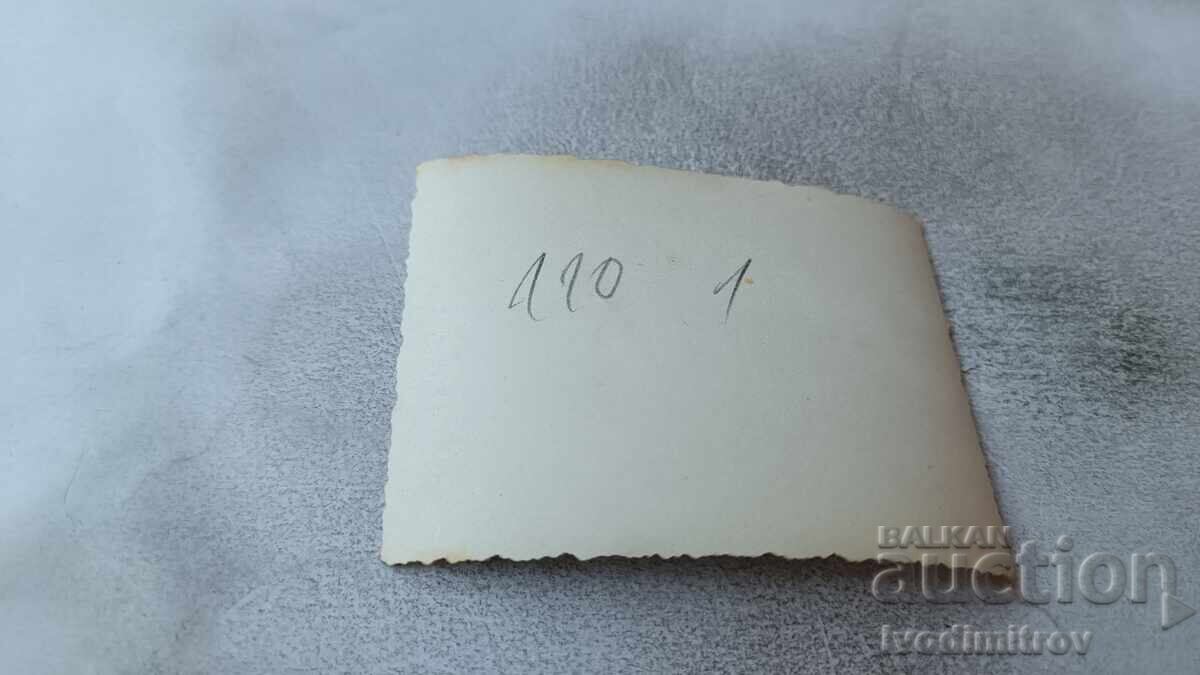 110 1
BALKAN
auction
Ivodimitrov